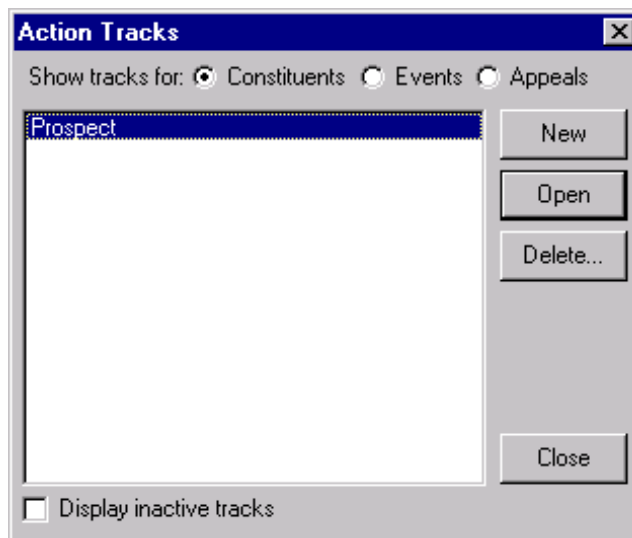 Action Tracks
Show tracks for: Constituents Events Appeals
Prospect
New
Open
Delete...
Close
Display inactive tracks